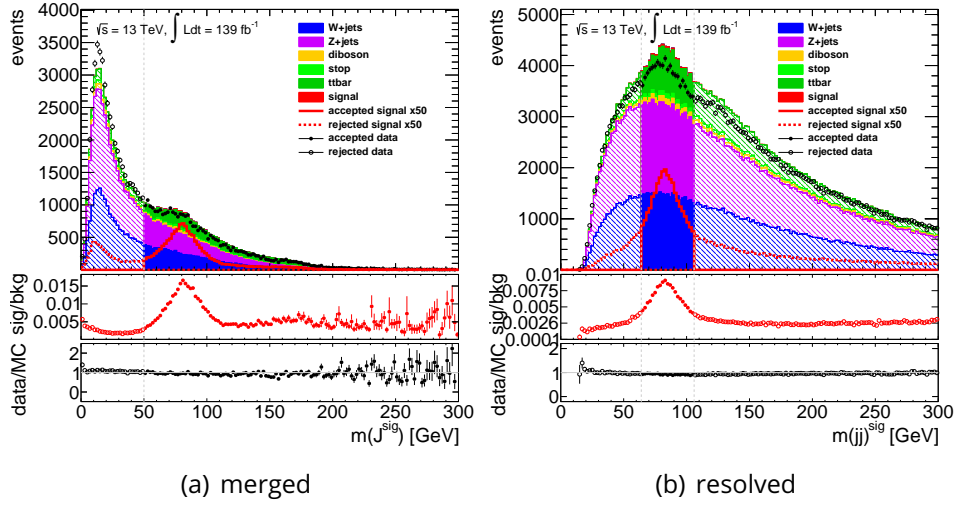 events
4000
3500
3000
2500
2000
1500
1000
500
√s = 13 TeV, ∫ Ldt = 139 fb⁻¹
W+jets
Z+jets
diboson
stop
ttbar
signal
accepted signal x50
rejected signal x50
accepted data
rejected data
sig/bkg
0.015
0.01
0.005
data/MC
2
1
0 50 100 150 200 250 300
m(J^sig) [GeV]
(a) merged
events
5000
4000
3000
2000
1000
√s = 13 TeV, ∫ Ldt = 139 fb⁻¹
W+jets
Z+jets
diboson
stop
ttbar
signal
accepted signal x50
rejected signal x50
accepted data
rejected data
sig/bkg
0.01
0.0075
0.005
0.0026
0.0001
data/MC
2
1
0 50 100 150 200 250 300
m(jj)^sig [GeV]
(b) resolved